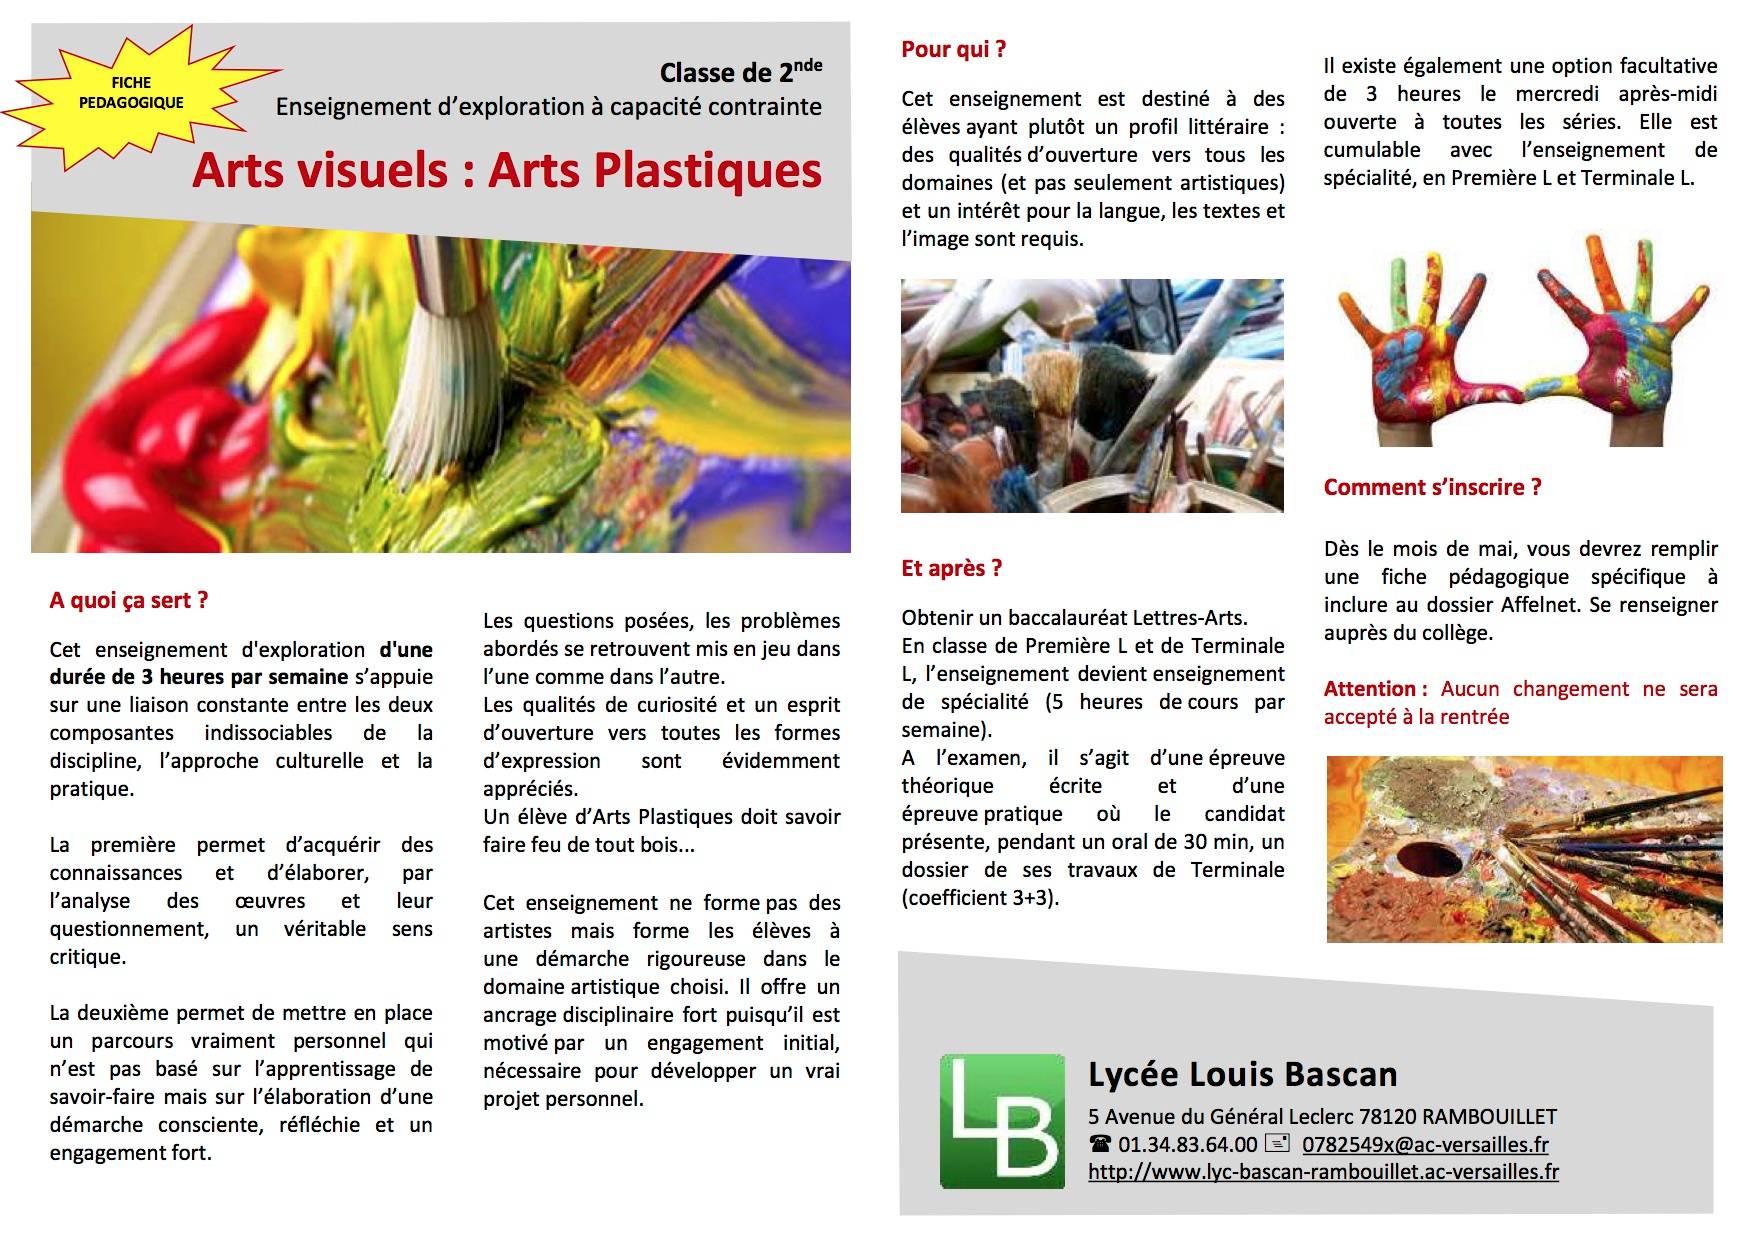 FICHE
PEDAGOGIQUE
Classe de 2nde
Enseignement d’exploration à capacité contrainte
Arts visuels : Arts Plastiques
A quoi ça sert ?
Cet enseignement d'exploration d'une
durée de 3 heures par semaine s’appuie
sur une liaison constante entre les deux
composantes indissociables de la
discipline, l’approche culturelle et la
pratique.
La première permet d’acquérir des
connaissances et d’élaborer, par
l’analyse des œuvres et leur
questionnement, un véritable sens
critique.
La deuxième permet de mettre en place
un parcours vraiment personnel qui
n’est pas basé sur l’apprentissage de
savoir-faire mais sur l’élaboration d’une
démarche consciente, réfléchie et un
engagement fort.
Les questions posées, les problèmes
abordés se retrouvent mis en jeu dans
l’une comme dans l’autre.
Les qualités de curiosité et un esprit
d’ouverture vers toutes les formes
d’expression sont évidemment
appréciés.
Un élève d’Arts Plastiques doit savoir
faire feu de tout bois...
Cet enseignement ne forme pas des
artistes mais forme les élèves à
une démarche rigoureuse dans le
domaine artistique choisi. Il offre un
ancrage disciplinaire fort puisqu’il est
motivé par un engagement initial,
nécessaire pour développer un vrai
projet personnel.
Pour qui ?
Cet enseignement est destiné à des
élèves ayant plutôt un profil littéraire :
des qualités d’ouverture vers tous les
domaines (et pas seulement artistiques)
et un intérêt pour la langue, les textes et
l’image sont requis.
Et après ?
Obtenir un baccalauréat Lettres-Arts.
En classe de Première L et de Terminale
L, l’enseignement devient enseignement
de spécialité (5 heures de cours par
semaine).
A l’examen, il s’agit d’une épreuve
théorique écrite et d’une
épreuve pratique où le candidat
présente, pendant un oral de 30 min, un
dossier de ses travaux de Terminale
(coefficient 3+3).
Il existe également une option facultative
de 3 heures le mercredi après-midi
ouverte à toutes les séries. Elle est
cumulable avec l’enseignement de
spécialité, en Première L et Terminale L.
Comment s’inscrire ?
Dès le mois de mai, vous devrez remplir
une fiche pédagogique spécifique à
inclure au dossier Affelnet. Se renseigner
auprès du collège.
Attention : Aucun changement ne sera
accepté à la rentrée
LB
Lycée Louis Bascan
5 Avenue du Général Leclerc 78120 RAMBOUILLET
☎ 01.34.83.64.00 0782549x@ac-versailles.fr
http://www.lyc-bascan-rambouillet.ac-versailles.fr